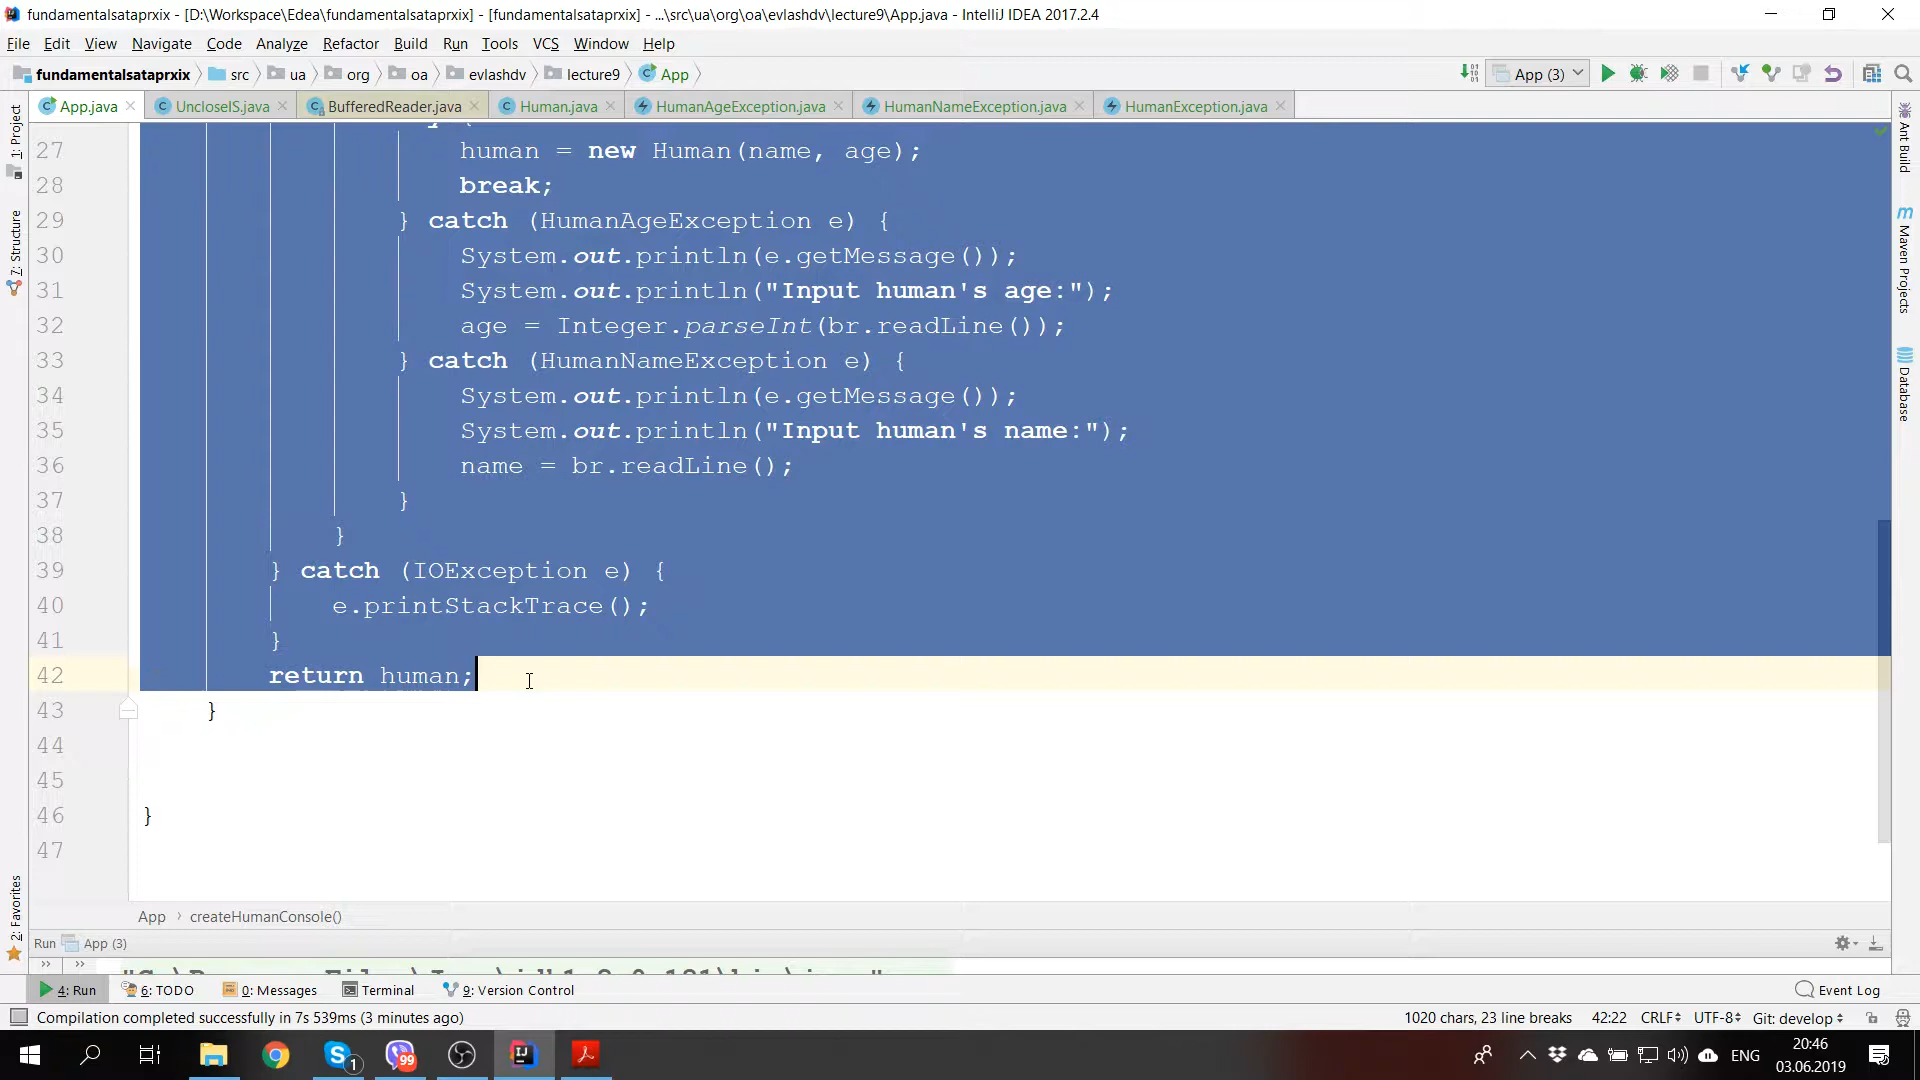 fundamentalsataprxix - [D:\Workspace\Edea\fundamentalsataprxix] - [fundamentalsataprxix] - ...\src\ua\org\oa\evlashdv\lecture9\App.java - IntelliJ IDEA 2017.2.4
File Edit View Navigate Code Analyze Refactor Build Run Tools VCS Window Help
fundamentalsataprxix src ua org oa evlashdv lecture9 App App (3)
App.java UncloseIS.java BufferedReader.java Human.java HumanAgeException.java HumanNameException.java HumanException.java
1: Project
7: Structure
2: Favorites
Ant Build
Maven Projects
Database
27 human = new Human(name, age);
28 break;
29 } catch (HumanAgeException e) {
30 System.out.println(e.getMessage());
31 System.out.println("Input human's age:");
32 age = Integer.parseInt(br.readLine());
33 } catch (HumanNameException e) {
34 System.out.println(e.getMessage());
35 System.out.println("Input human's name:");
36 name = br.readLine();
37 }
38 }
39 } catch (IOException e) {
40 e.printStackTrace();
41 }
42 return human;
43 }
44
45
46 }
47
App createHumanConsole()
Run App (3)
4: Run 6: TODO 0: Messages Terminal 9: Version Control Event Log
Compilation completed successfully in 7s 539ms (3 minutes ago) 1020 chars, 23 line breaks 42:22 CRLF UTF-8 Git: develop
1 99 ENG 20:46
03.06.2019